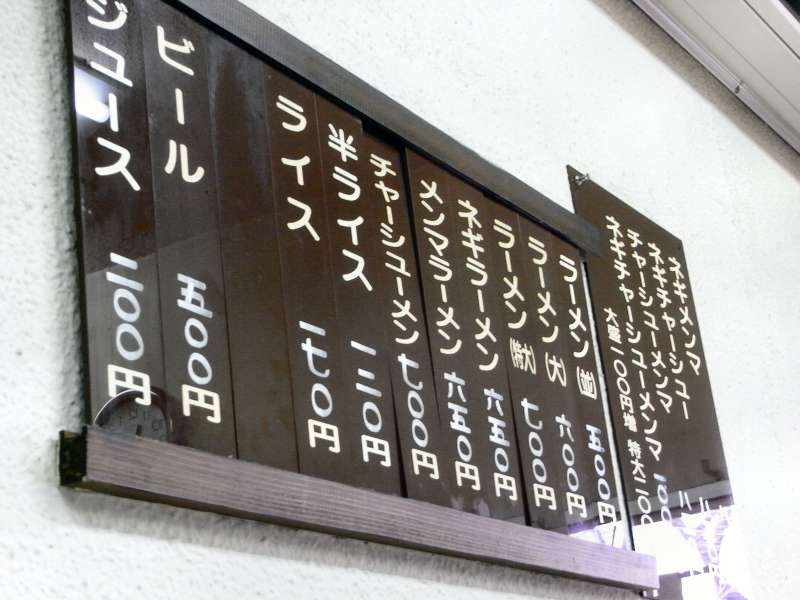 ネギメンマ
ネギチャーシュー
チャーシューメンマ
ネギチャーシューメンマ
大盛一〇〇円増 特大二〇〇
ラーメン㈱ 五〇〇円
ラーメン(大) 六〇〇円
ラーメン(特大) 七〇〇円
ネギラーメン 六五〇円
メンマラーメン 六五〇円
チャーシューメン 七〇〇円
半ライス 一二〇円
ライス 一七〇円
ビール 五〇〇円
ジュース 二〇〇円